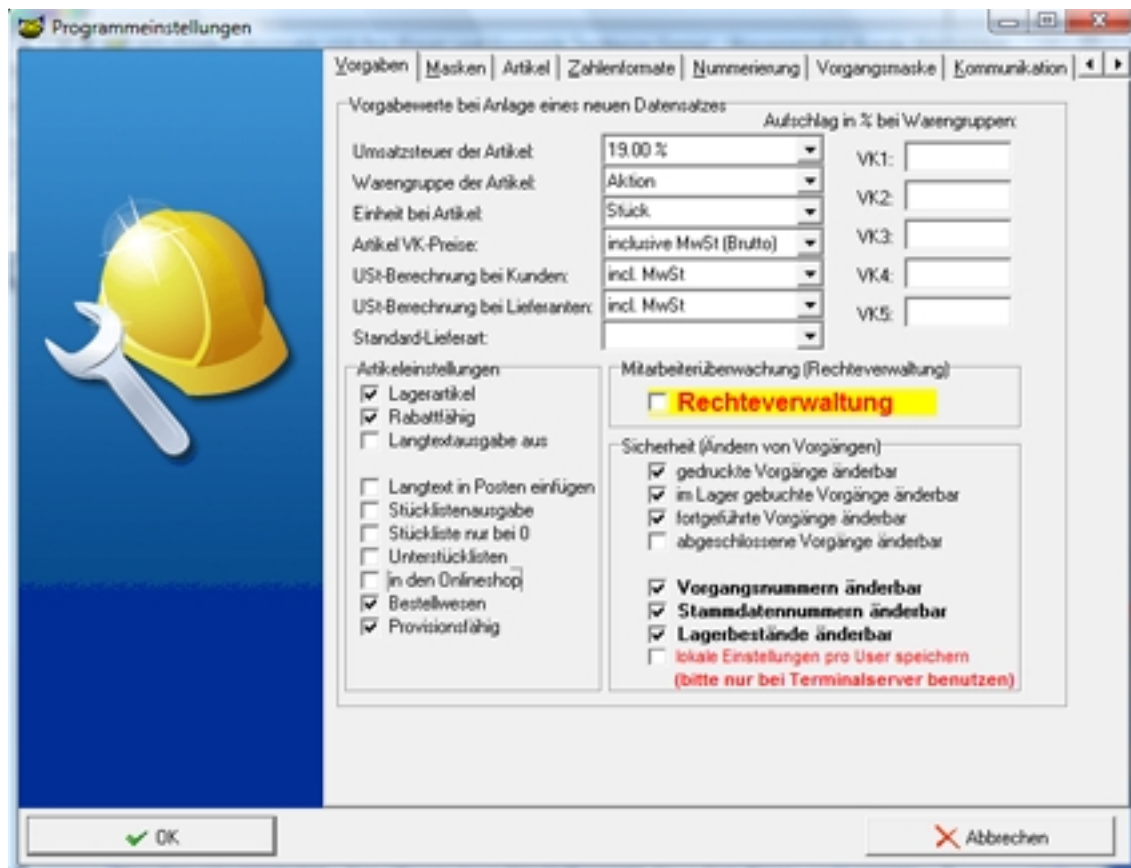 Programmeinstellungen
Vorgaben Masken Artikel Zahlenformate Nummerierung Vorgangsmaske Kommunikation
Vorgabewerte bei Anlage eines neuen Datensatzes
Aufschlag in % bei Warengruppen:
Umsatzsteuer der Artikel: 19.00 % VK1:
Warengruppe der Artikel: Aktion
Einheit bei Artikel: Stück VK2:
Artikel VK-Preise: inclusive MwSt (Brutto) VK3:
USt-Berechnung bei Kunden: incl. MwSt VK4:
USt-Berechnung bei Lieferanten: incl. MwSt VK5:
Standard-Lieferart:
Artikeleinstellungen
Lagerartikel
Rabattfähig
Langtextausgabe aus
Langtext in Posten einfügen
Stücklistenausgabe
Stückliste nur bei 0
Unterstücklisten
in den Onlineshop
Bestellwesen
Provisionsfähig
Mitarbeiterüberwachung (Rechteverwaltung)
Rechteverwaltung
Sicherheit (Ändern von Vorgängen)
gedruckte Vorgänge änderbar
im Lager gebuchte Vorgänge änderbar
fortgeführte Vorgänge änderbar
abgeschlossene Vorgänge änderbar
Vorgangsnummern änderbar
Stammdatennummern änderbar
Lagerbestände änderbar
lokale Einstellungen pro User speichern
(bitte nur bei Terminalserver benutzen)
OK
Abbrechen